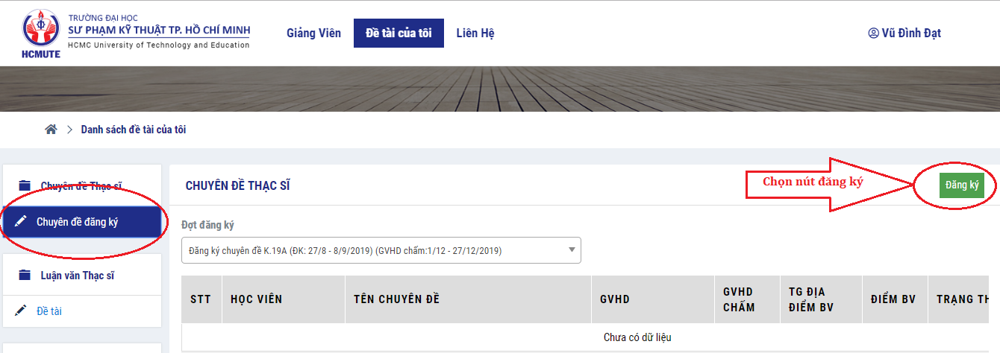 TRƯỜNG ĐẠI HỌC
SƯ PHẠM KỸ THUẬT TP. HỒ CHÍ MINH
HCMC University of Technology and Education
HCMUTE
Giảng Viên
Đề tài của tôi
Liên Hệ
Vũ Đình Đạt
Danh sách đề tài của tôi
Chuyên đề Thạc sĩ
Chuyên đề đăng ký
Luận văn Thạc sĩ
Đề tài
CHUYÊN ĐỀ THẠC SĨ
Chọn nút đăng ký
Đăng ký
Đợt đăng ký
Đăng ký chuyên đề K.19A (ĐK: 27/8 - 8/9/2019) (GVHD chấm:1/12 - 27/12/2019)
STT HỌC VIÊN TÊN CHUYÊN ĐỀ GVHD GVHD CHẤM TG ĐỊA ĐIỂM BV ĐIỂM BV TRẠNG TH
Chưa có dữ liệu